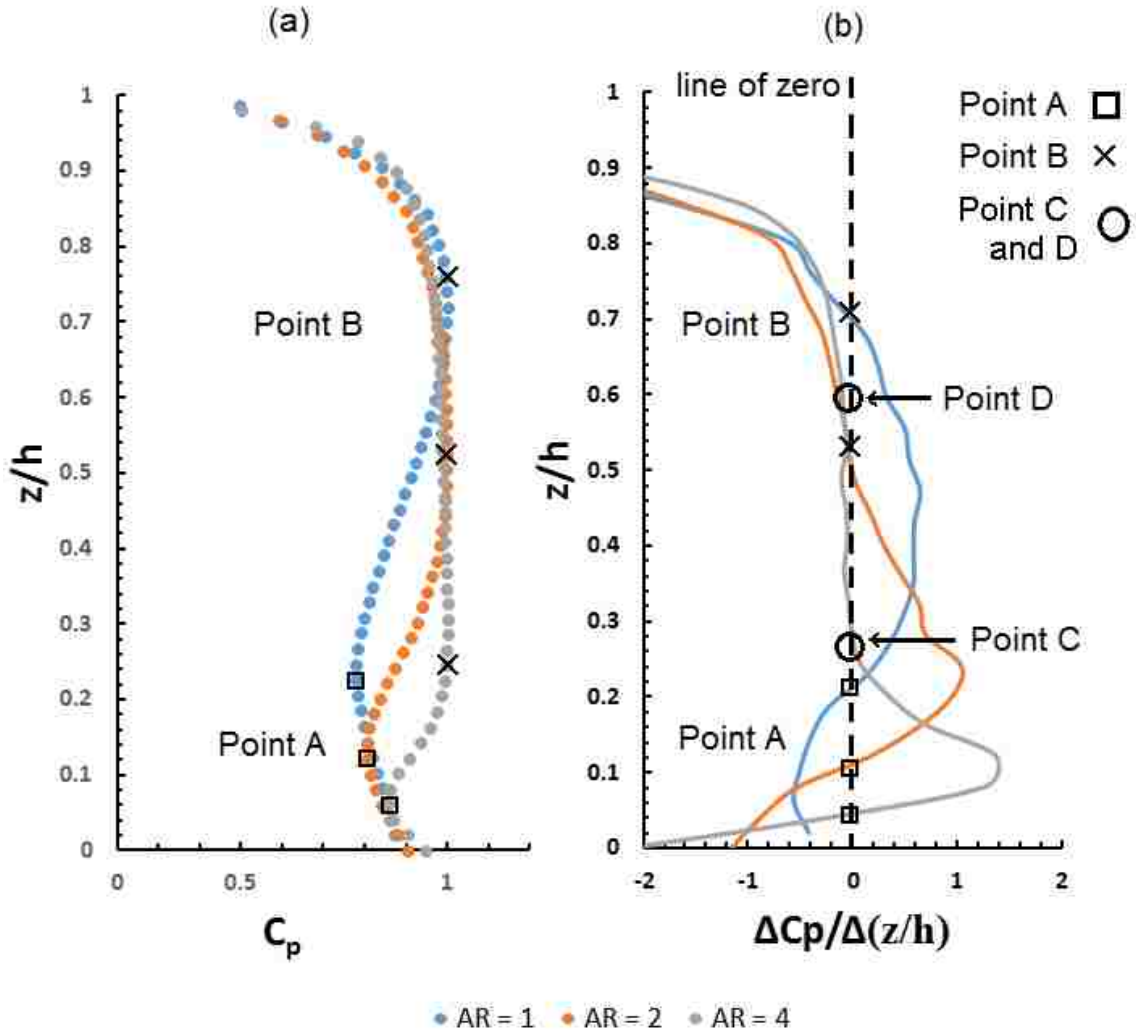 (a)
(b)
1
0.9
0.8
0.7
0.6
0.5
0.4
0.3
0.2
0.1
0
z/h
Point B
Point A
0
0.5
1
Cp
line of zero
Point A
Point B
Point C
and D
1
0.9
0.8
0.7
0.6
0.5
0.4
0.3
0.2
0.1
0
z/h
Point B
Point D
Point C
Point A
-2
-1
0
1
2
ΔCp/Δ(z/h)
AR = 1 AR = 2 AR = 4